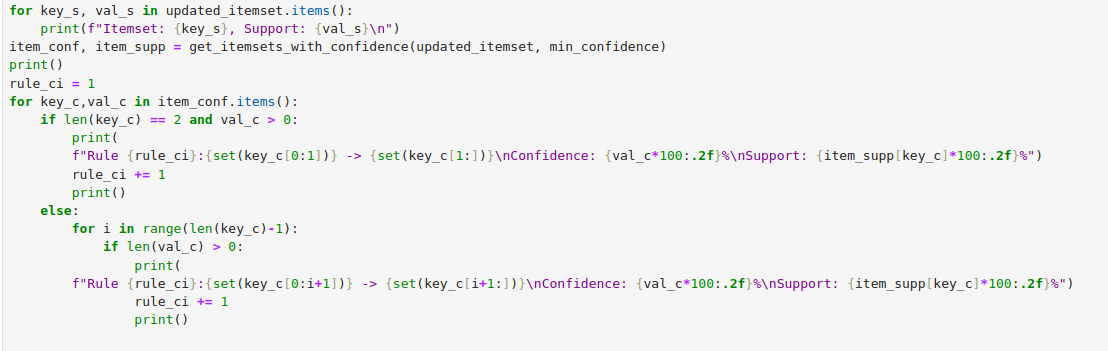 for key_s, val_s in updated_itemset.items():
    print(f"Itemset: {key_s}, Support: {val_s}\n")
item_conf, item_supp = get_itemsets_with_confidence(updated_itemset, min_confidence)
print()
rule_ci = 1
for key_c,val_c in item_conf.items():
    if len(key_c) == 2 and val_c > 0:
        print(
        f"Rule {rule_ci}:{set(key_c[0:1])} -> {set(key_c[1:])}\nConfidence: {val_c*100:.2f}%\nSupport: {item_supp[key_c]*100:.2f}%")
        rule_ci += 1
        print()
    else:
        for i in range(len(key_c)-1):
            if len(val_c) > 0:
                print(
        f"Rule {rule_ci}:{set(key_c[0:i+1])} -> {set(key_c[i+1:])}\nConfidence: {val_c*100:.2f}%\nSupport: {item_supp[key_c]*100:.2f}%")
                rule_ci += 1
                print()